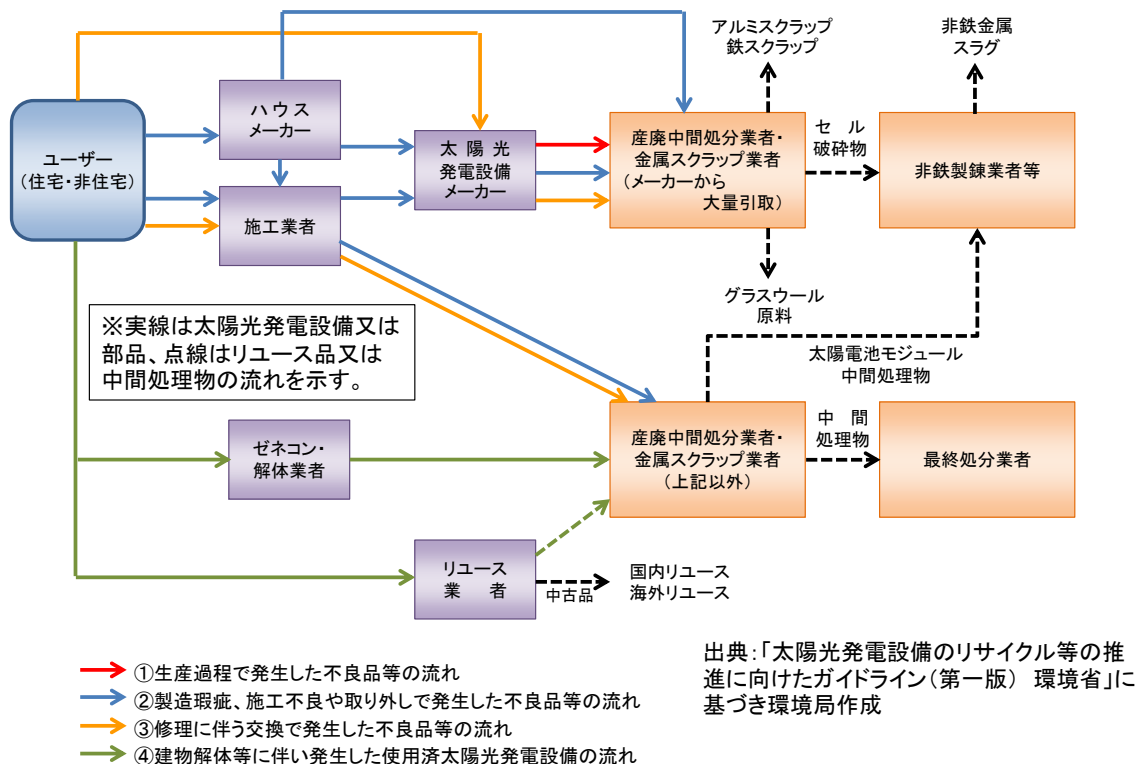 アルミスクラップ
鉄スクラップ
非鉄金属
スラグ
ハウス
メーカー
ユーザー
（住宅・非住宅）
太陽光
発電設備
メーカー
産廃中間処分業者・
金属スクラップ業者
（メーカーから
大量引取）
セル
破砕物
非鉄製錬業者等
施工業者
グラスウール
原料
※実線は太陽光発電設備又は
部品、点線はリユース品又は
中間処理物の流れを示す。
太陽電池モジュール
中間処理物
ゼネコン・
解体業者
産廃中間処分業者・
金属スクラップ業者
（上記以外）
中間
処理物
最終処分業者
リユース
業者
中古品
国内リユース
海外リユース
①生産過程で発生した不良品等の流れ
②製造瑕疵、施工不良や取り外しで発生した不良品等の流れ
③修理に伴う交換で発生した不良品等の流れ
④建物解体等に伴い発生した使用済太陽光発電設備の流れ
出典：「太陽光発電設備のリサイクル等の推
進に向けたガイドライン（第一版） 環境省」に
基づき環境局作成